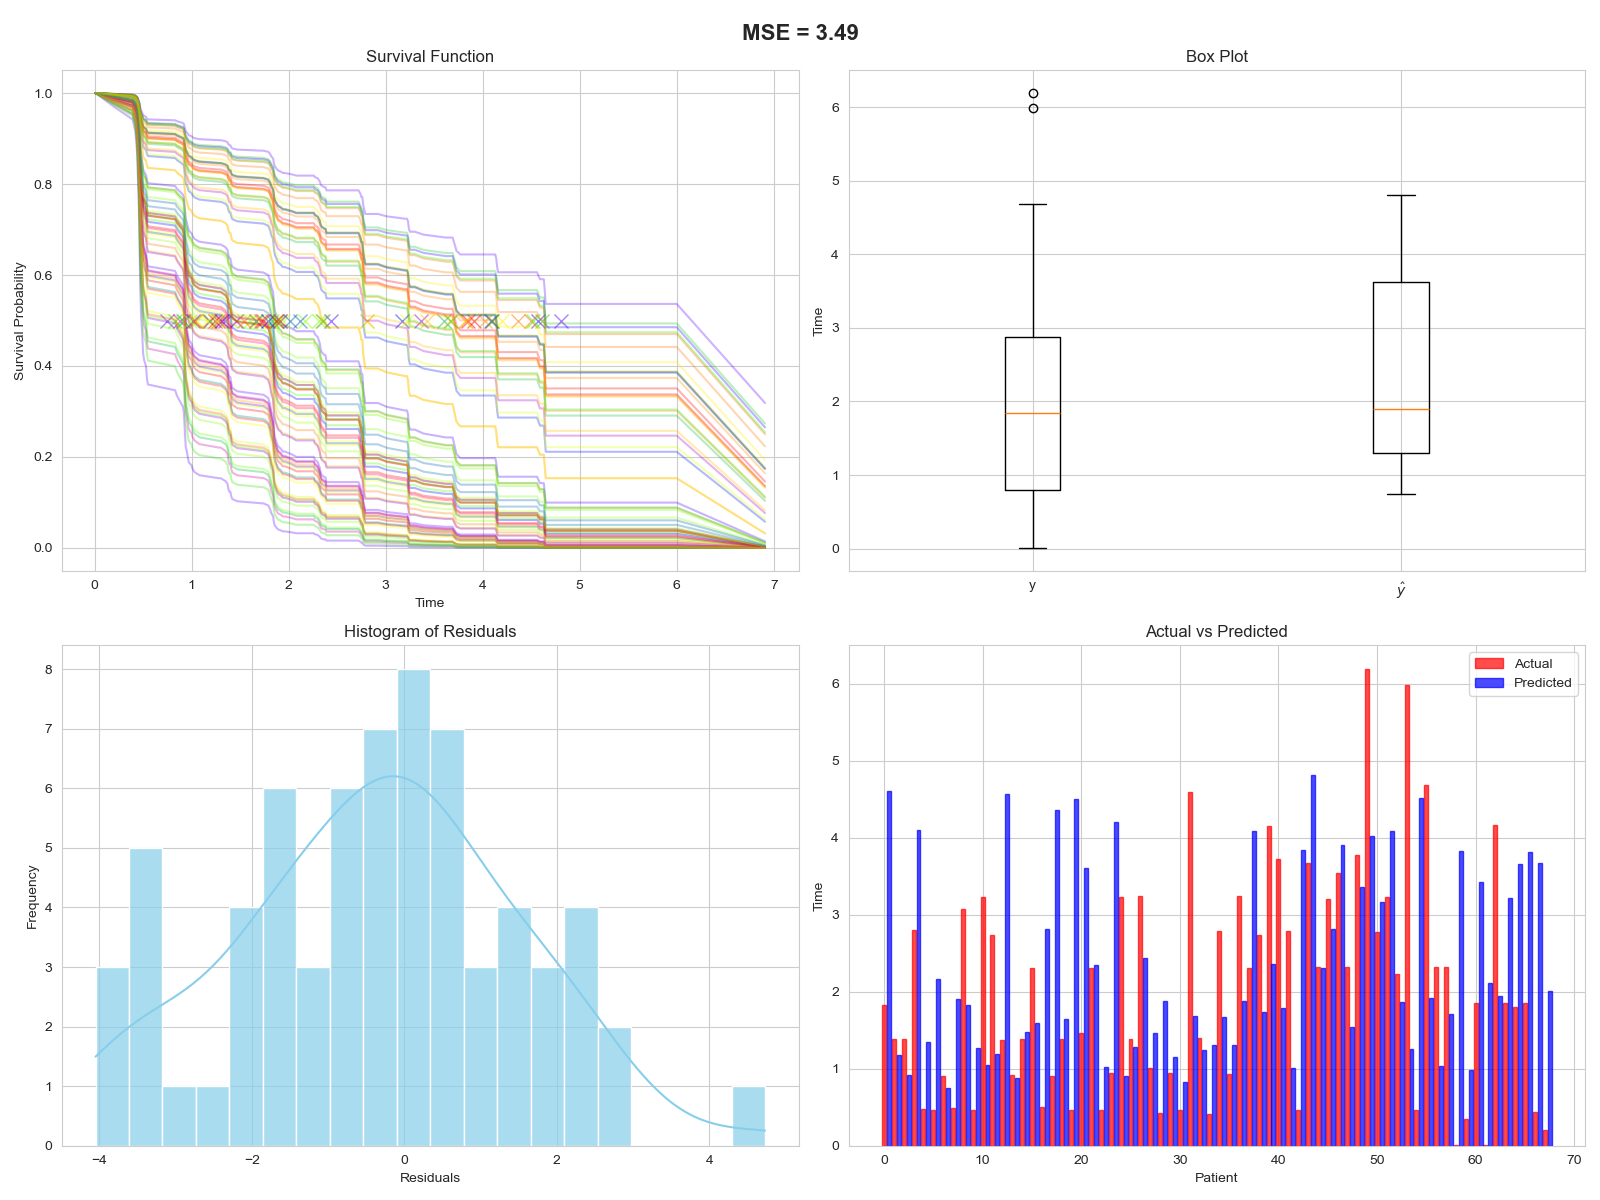 MSE = 3.49
Survival Function
1.0
0.8
0.6
0.4
0.2
0.0
Survival Probability
0 1 2 3 4 5 6 7
Time
Box Plot
6
5
4
3
2
1
0
Time
y ŷ
Histogram of Residuals
8
7
6
5
4
3
2
1
0
Frequency
−4 −2 0 2 4
Residuals
Actual vs Predicted
Actual
Predicted
6
5
4
3
2
1
0
Time
0 10 20 30 40 50 60 70
Patient